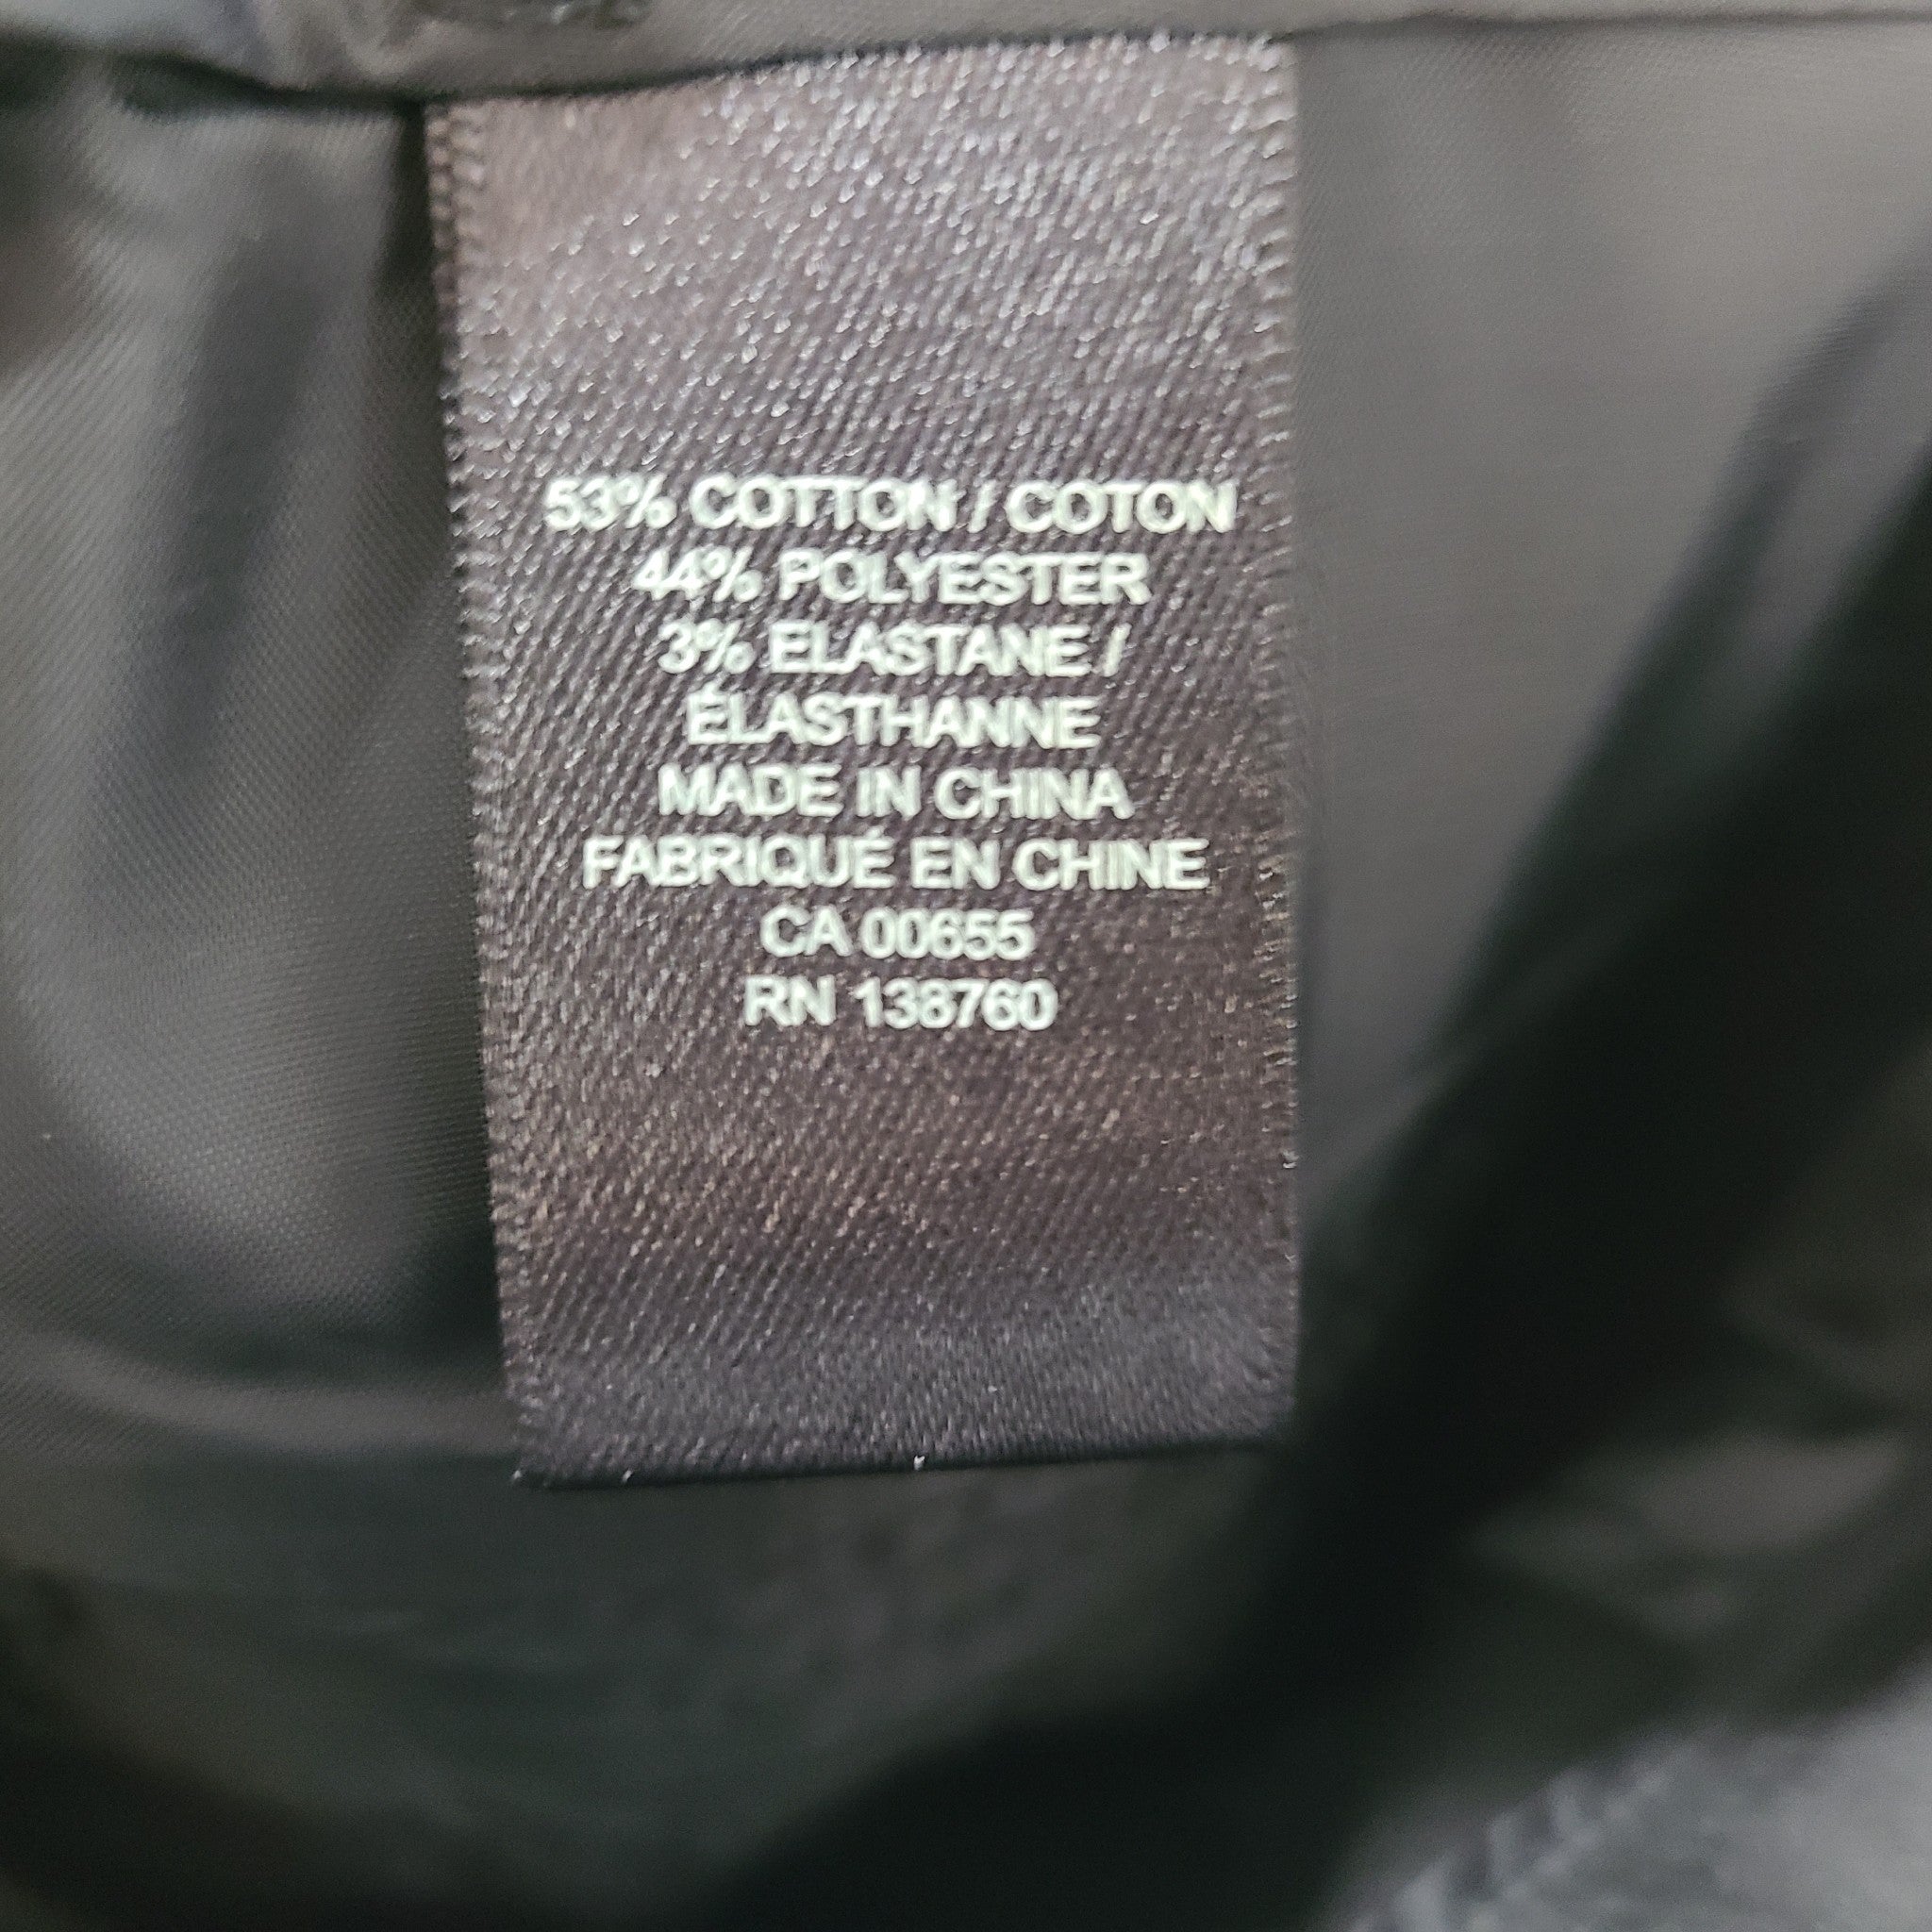 53% COTTON / COTON
44% POLYESTER
3% ELASTANE /
ÉLASTHANNE
MADE IN CHINA
FABRIQUÉ EN CHINE
CA 00655
RN 138760